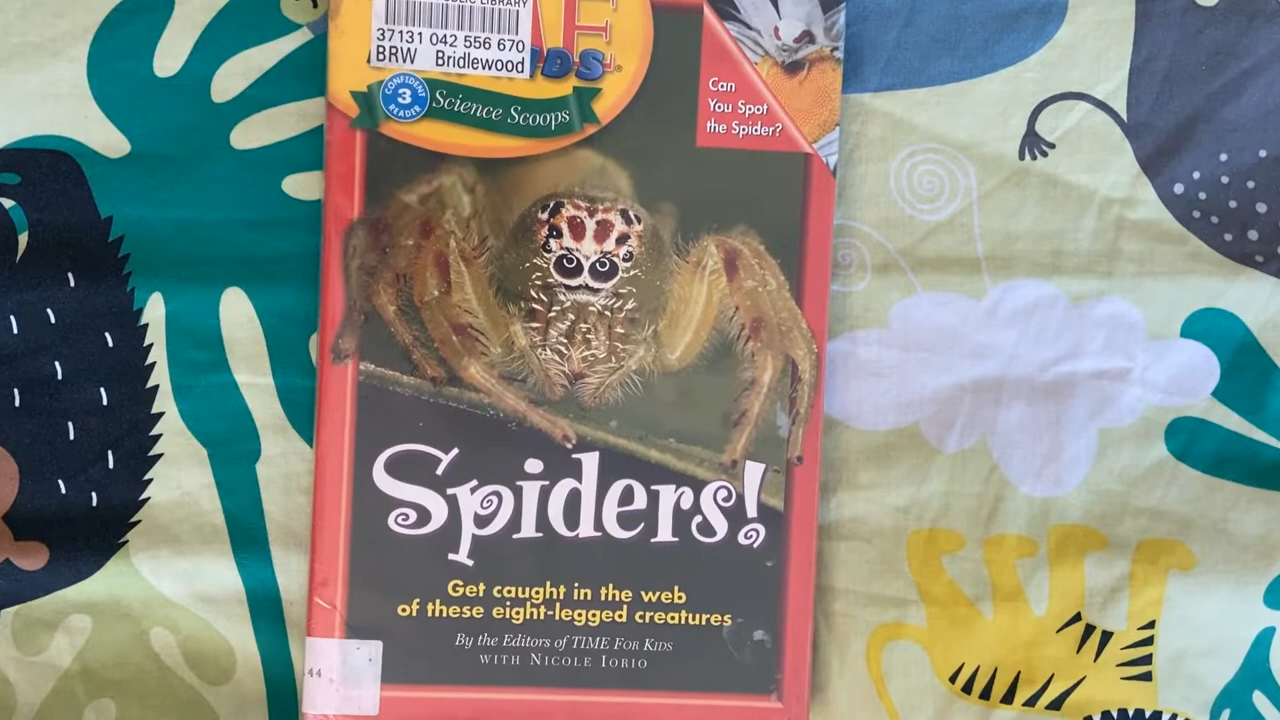 LIBRARY
37131 042 556 670
BRW Bridlewood
KIDS
CONFIDENT
3
READER
Science Scoops
Can
You Spot
the Spider?
Spiders!
Get caught in the web
of these eight-legged creatures
By the Editors of TIME FOR KIDS
WITH NICOLE IORIO
44